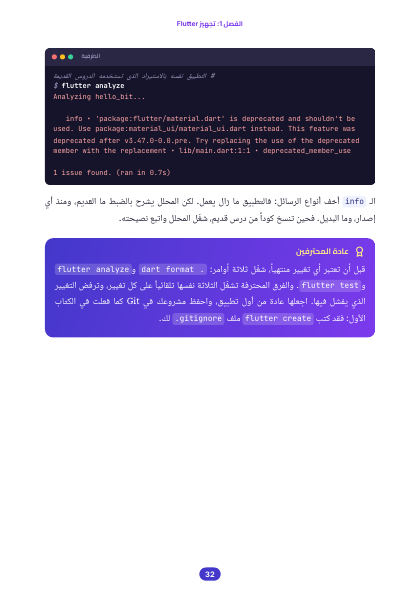 الفصل 1: تجهيز Flutter
الطرفية
# التطبيق نفسه بالاستيراد الذي تستخدمه الدروس القديمة
$ flutter analyze
Analyzing hello_bit...
info • 'package:flutter/material.dart' is deprecated and shouldn't be
used. Use package:material_ui/material_ui.dart instead. This feature was
deprecated after v3.47.0-0.0.pre. Try replacing the use of the deprecated
member with the replacement • lib/main.dart:1:1 • deprecated_member_use
1 issue found. (ran in 0.7s)
الـ info أخف أنواع الرسائل: فالتطبيق ما زال يعمل. لكن المحلل يشرح بالضبط ما القديم، ومنذ أي
إصدار، وما البديل. فحين تنسخ كوداً من درس قديم، شغّل المحلل واتبع نصيحته.
عادة المحترفين
قبل أن تعتبر أي تغيير منتهياً، شغّل ثلاثة أوامر: dart format . و flutter analyze
و flutter test. والفرق المحترفة تشغّل الثلاثة نفسها تلقائياً على كل تغيير، وترفض التغيير
الذي يفشل فيها. اجعلها عادة من أول تطبيق، واحفظ مشروعك في Git كما فعلت في الكتاب
الأول: فقد كتب flutter create ملف .gitignore لك.
32